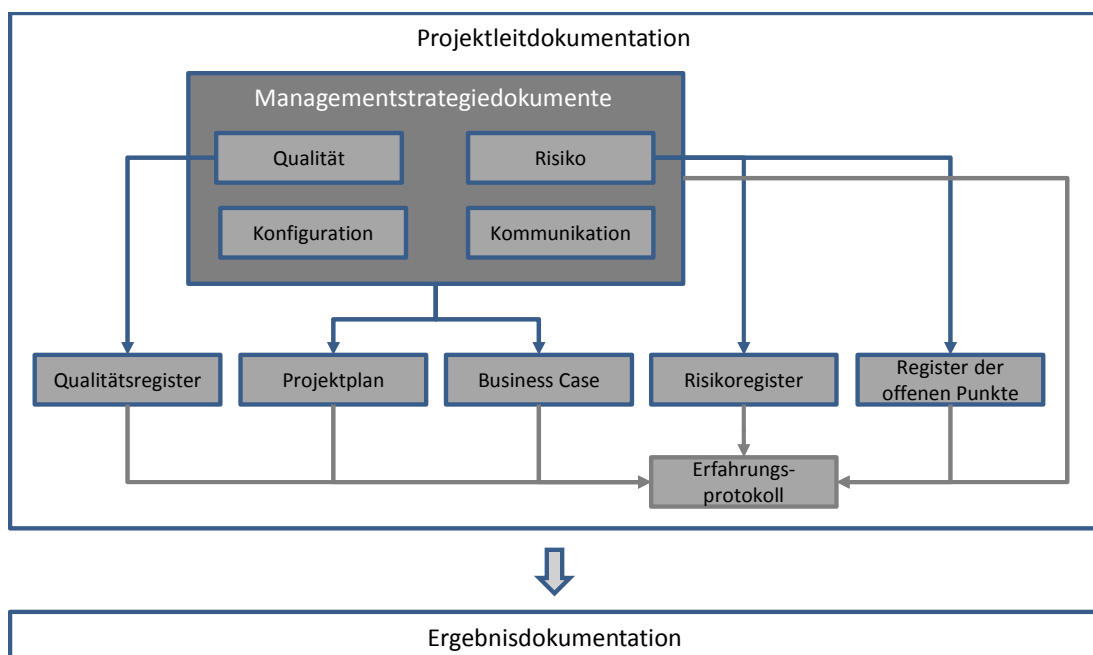 Projektleitdokumentation
Managementstrategiedokumente
Qualität
Risiko
Konfiguration
Kommunikation
Qualitätsregister
Projektplan
Business Case
Risikoregister
Register der
offenen Punkte
Erfahrungs-
protokoll
Ergebnisdokumentation